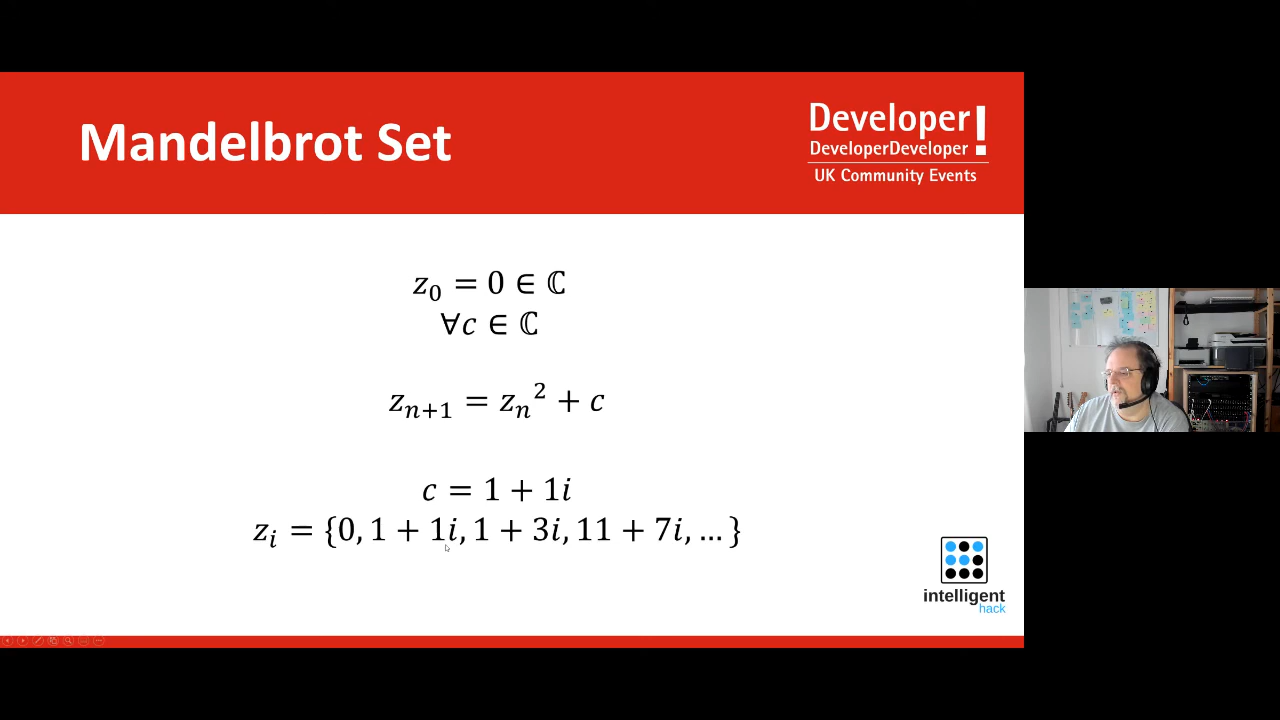 Mandelbrot Set
Developer!
DeveloperDeveloper
UK Community Events
z₀ = 0 ∈ ℂ
∀c ∈ ℂ
zₙ₊₁ = zₙ² + c
c = 1 + 1i
zᵢ = {0, 1 + 1i, 1 + 3i, 11 + 7i, … }
intelligent
hack